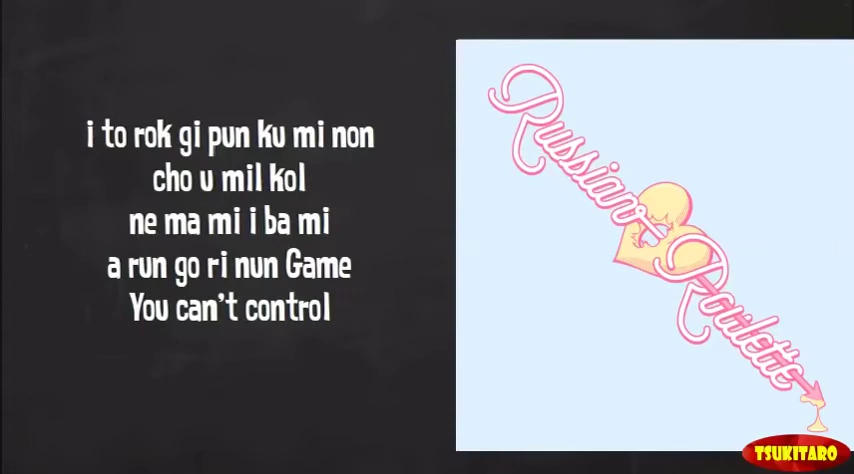 i to rok gi pun ku mi non
cho u mil kol
ne ma mi i ba mi
a run go ri nun Game
You can't control
Russian
Roulette
TSUKITARO